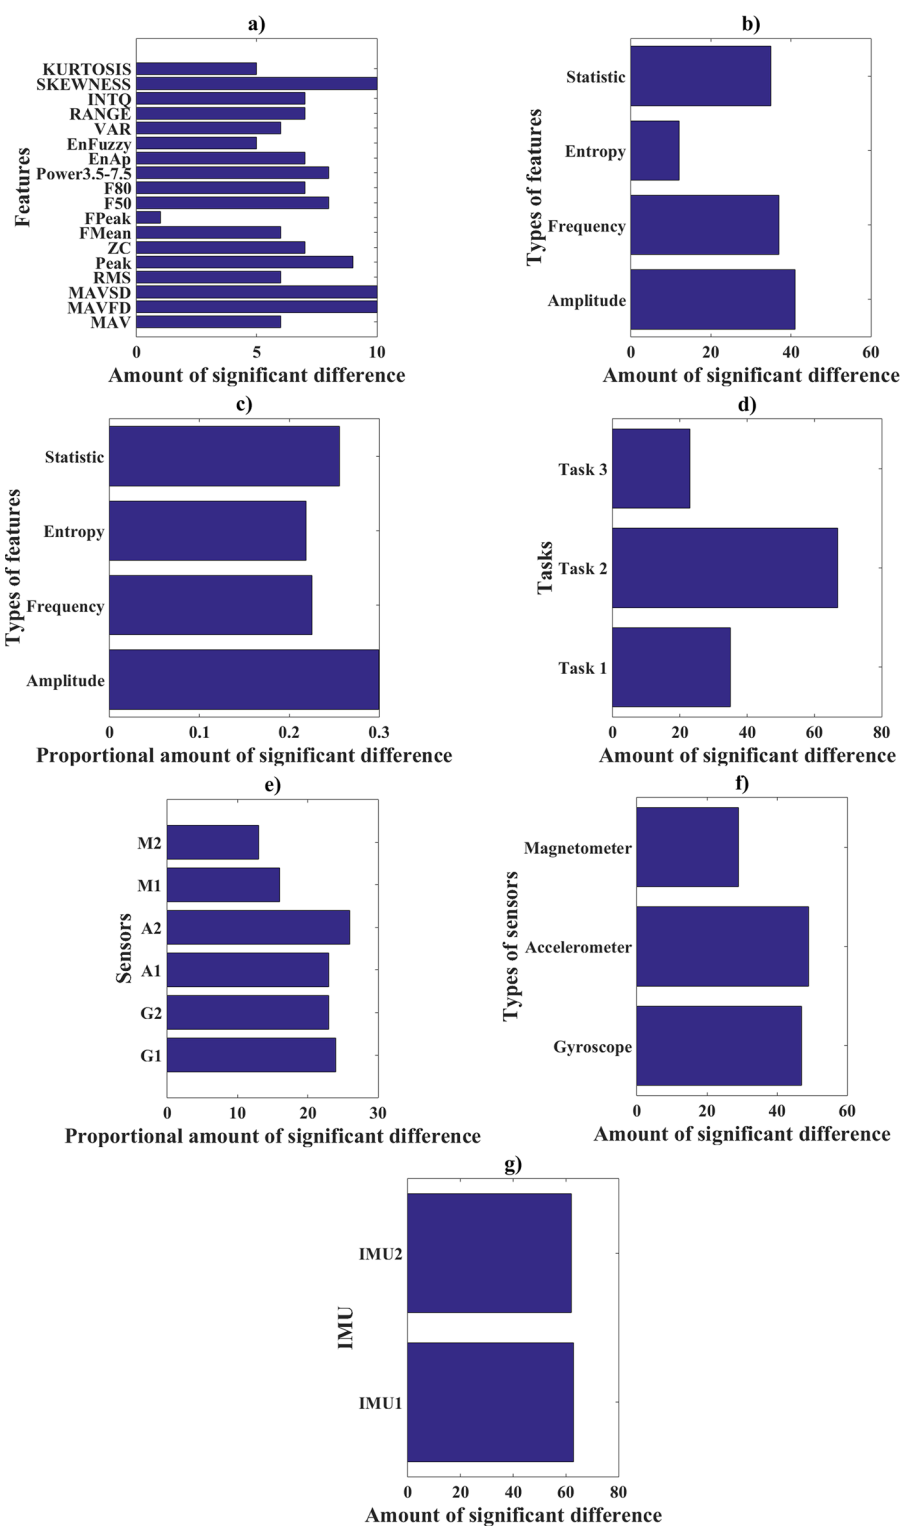 a)
KURTOSIS
SKEWNESS
INTQ
RANGE
VAR
EnFuzzy
EnAp
Power3.5-7.5
F80
F50
FPeak
FMean
ZC
Peak
RMS
MAVSD
MAVFD
MAV
Features
0 5 10
Amount of significant difference
b)
Statistic
Entropy
Frequency
Amplitude
Types of features
0 20 40 60
Amount of significant difference
c)
Statistic
Entropy
Frequency
Amplitude
Types of features
0 0.1 0.2 0.3
Proportional amount of significant difference
d)
Task 3
Task 2
Task 1
Tasks
0 20 40 60 80
Amount of significant difference
e)
M2
M1
A2
A1
G2
G1
Sensors
0 10 20 30
Proportional amount of significant difference
f)
Magnetometer
Accelerometer
Gyroscope
Types of sensors
0 20 40 60
Amount of significant difference
g)
IMU2
IMU1
IMU
0 20 40 60 80
Amount of significant difference